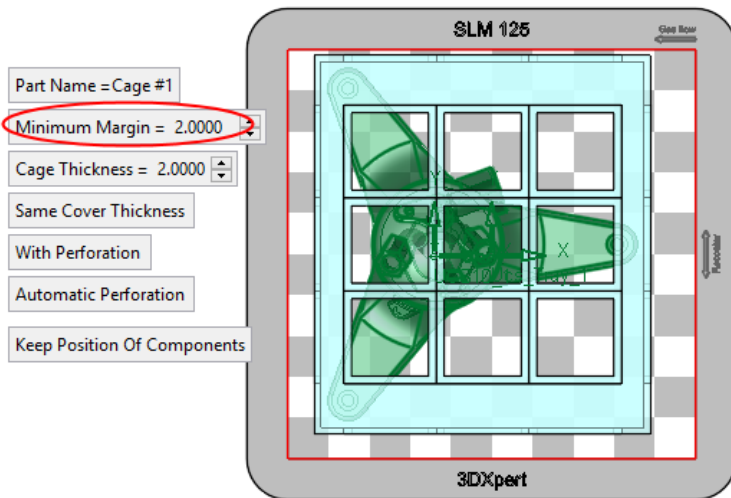 SLM 125
Gas flow
Part Name =Cage #1
Minimum Margin = 2.0000
Cage Thickness = 2.0000
Same Cover Thickness
With Perforation
Automatic Perforation
Keep Position Of Components
Y
X
Recoater
3DXpert